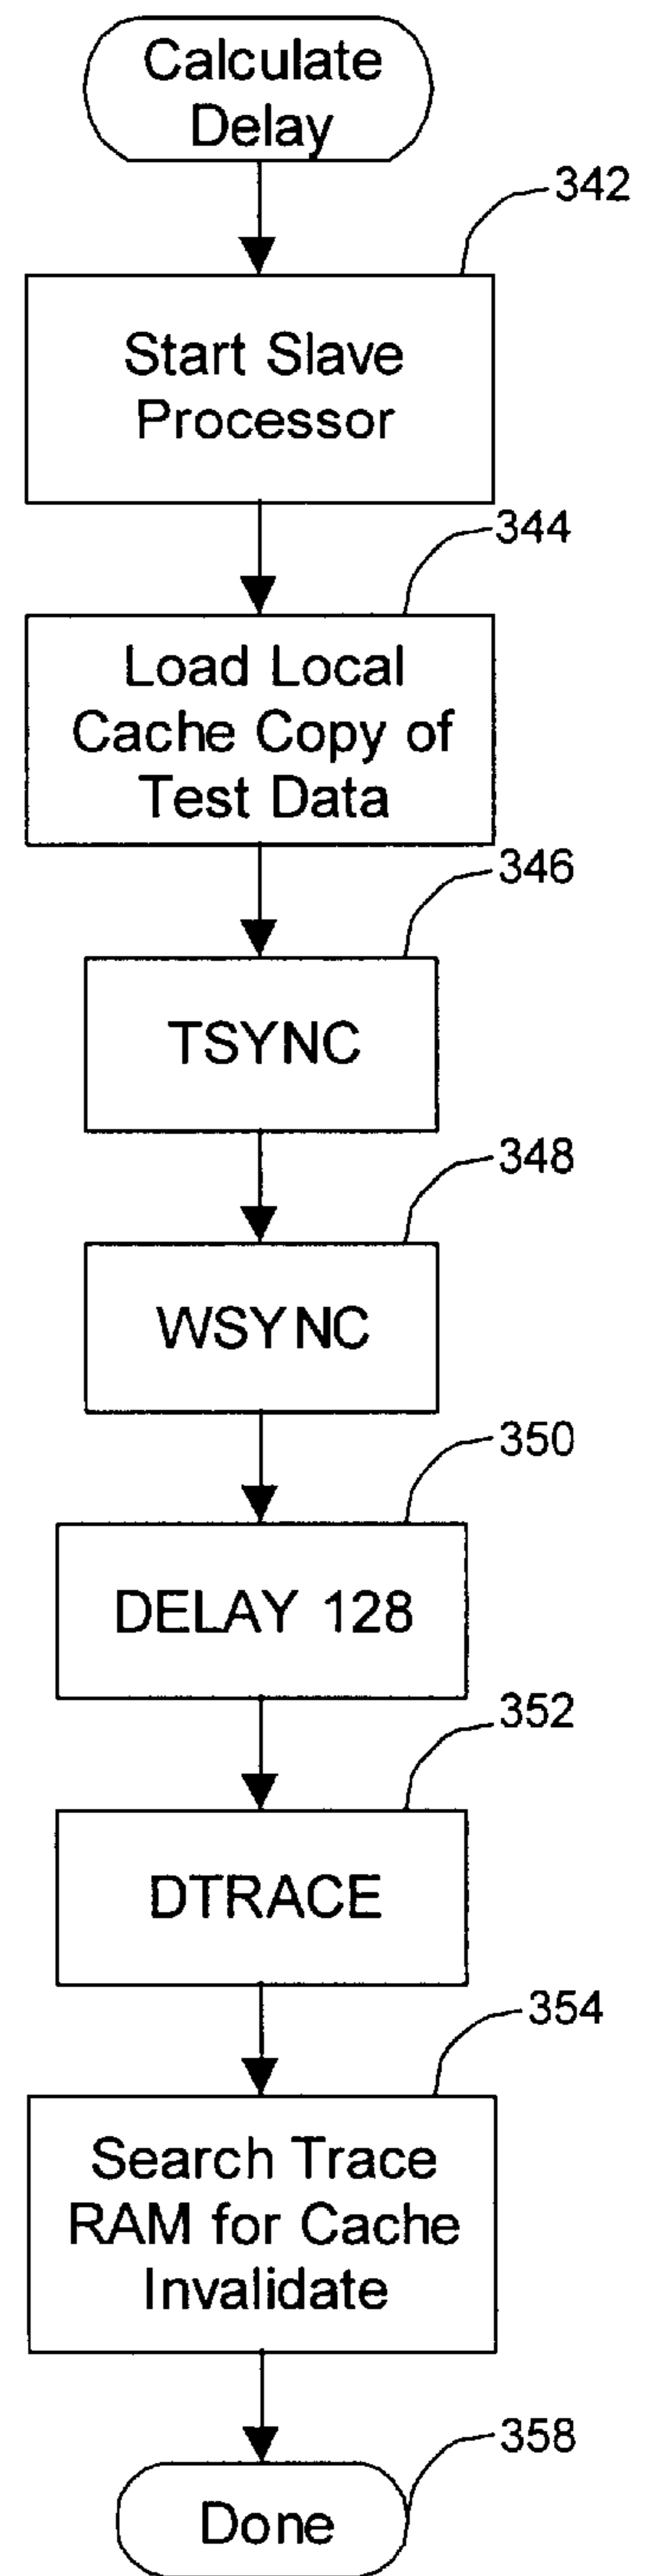 Calculate
Delay
342
Start Slave
Processor
344
Load Local
Cache Copy of
Test Data
346
TSYNC
348
WSYNC
350
DELAY 128
352
DTRACE
354
Search Trace
RAM for Cache
Invalidate
358
Done